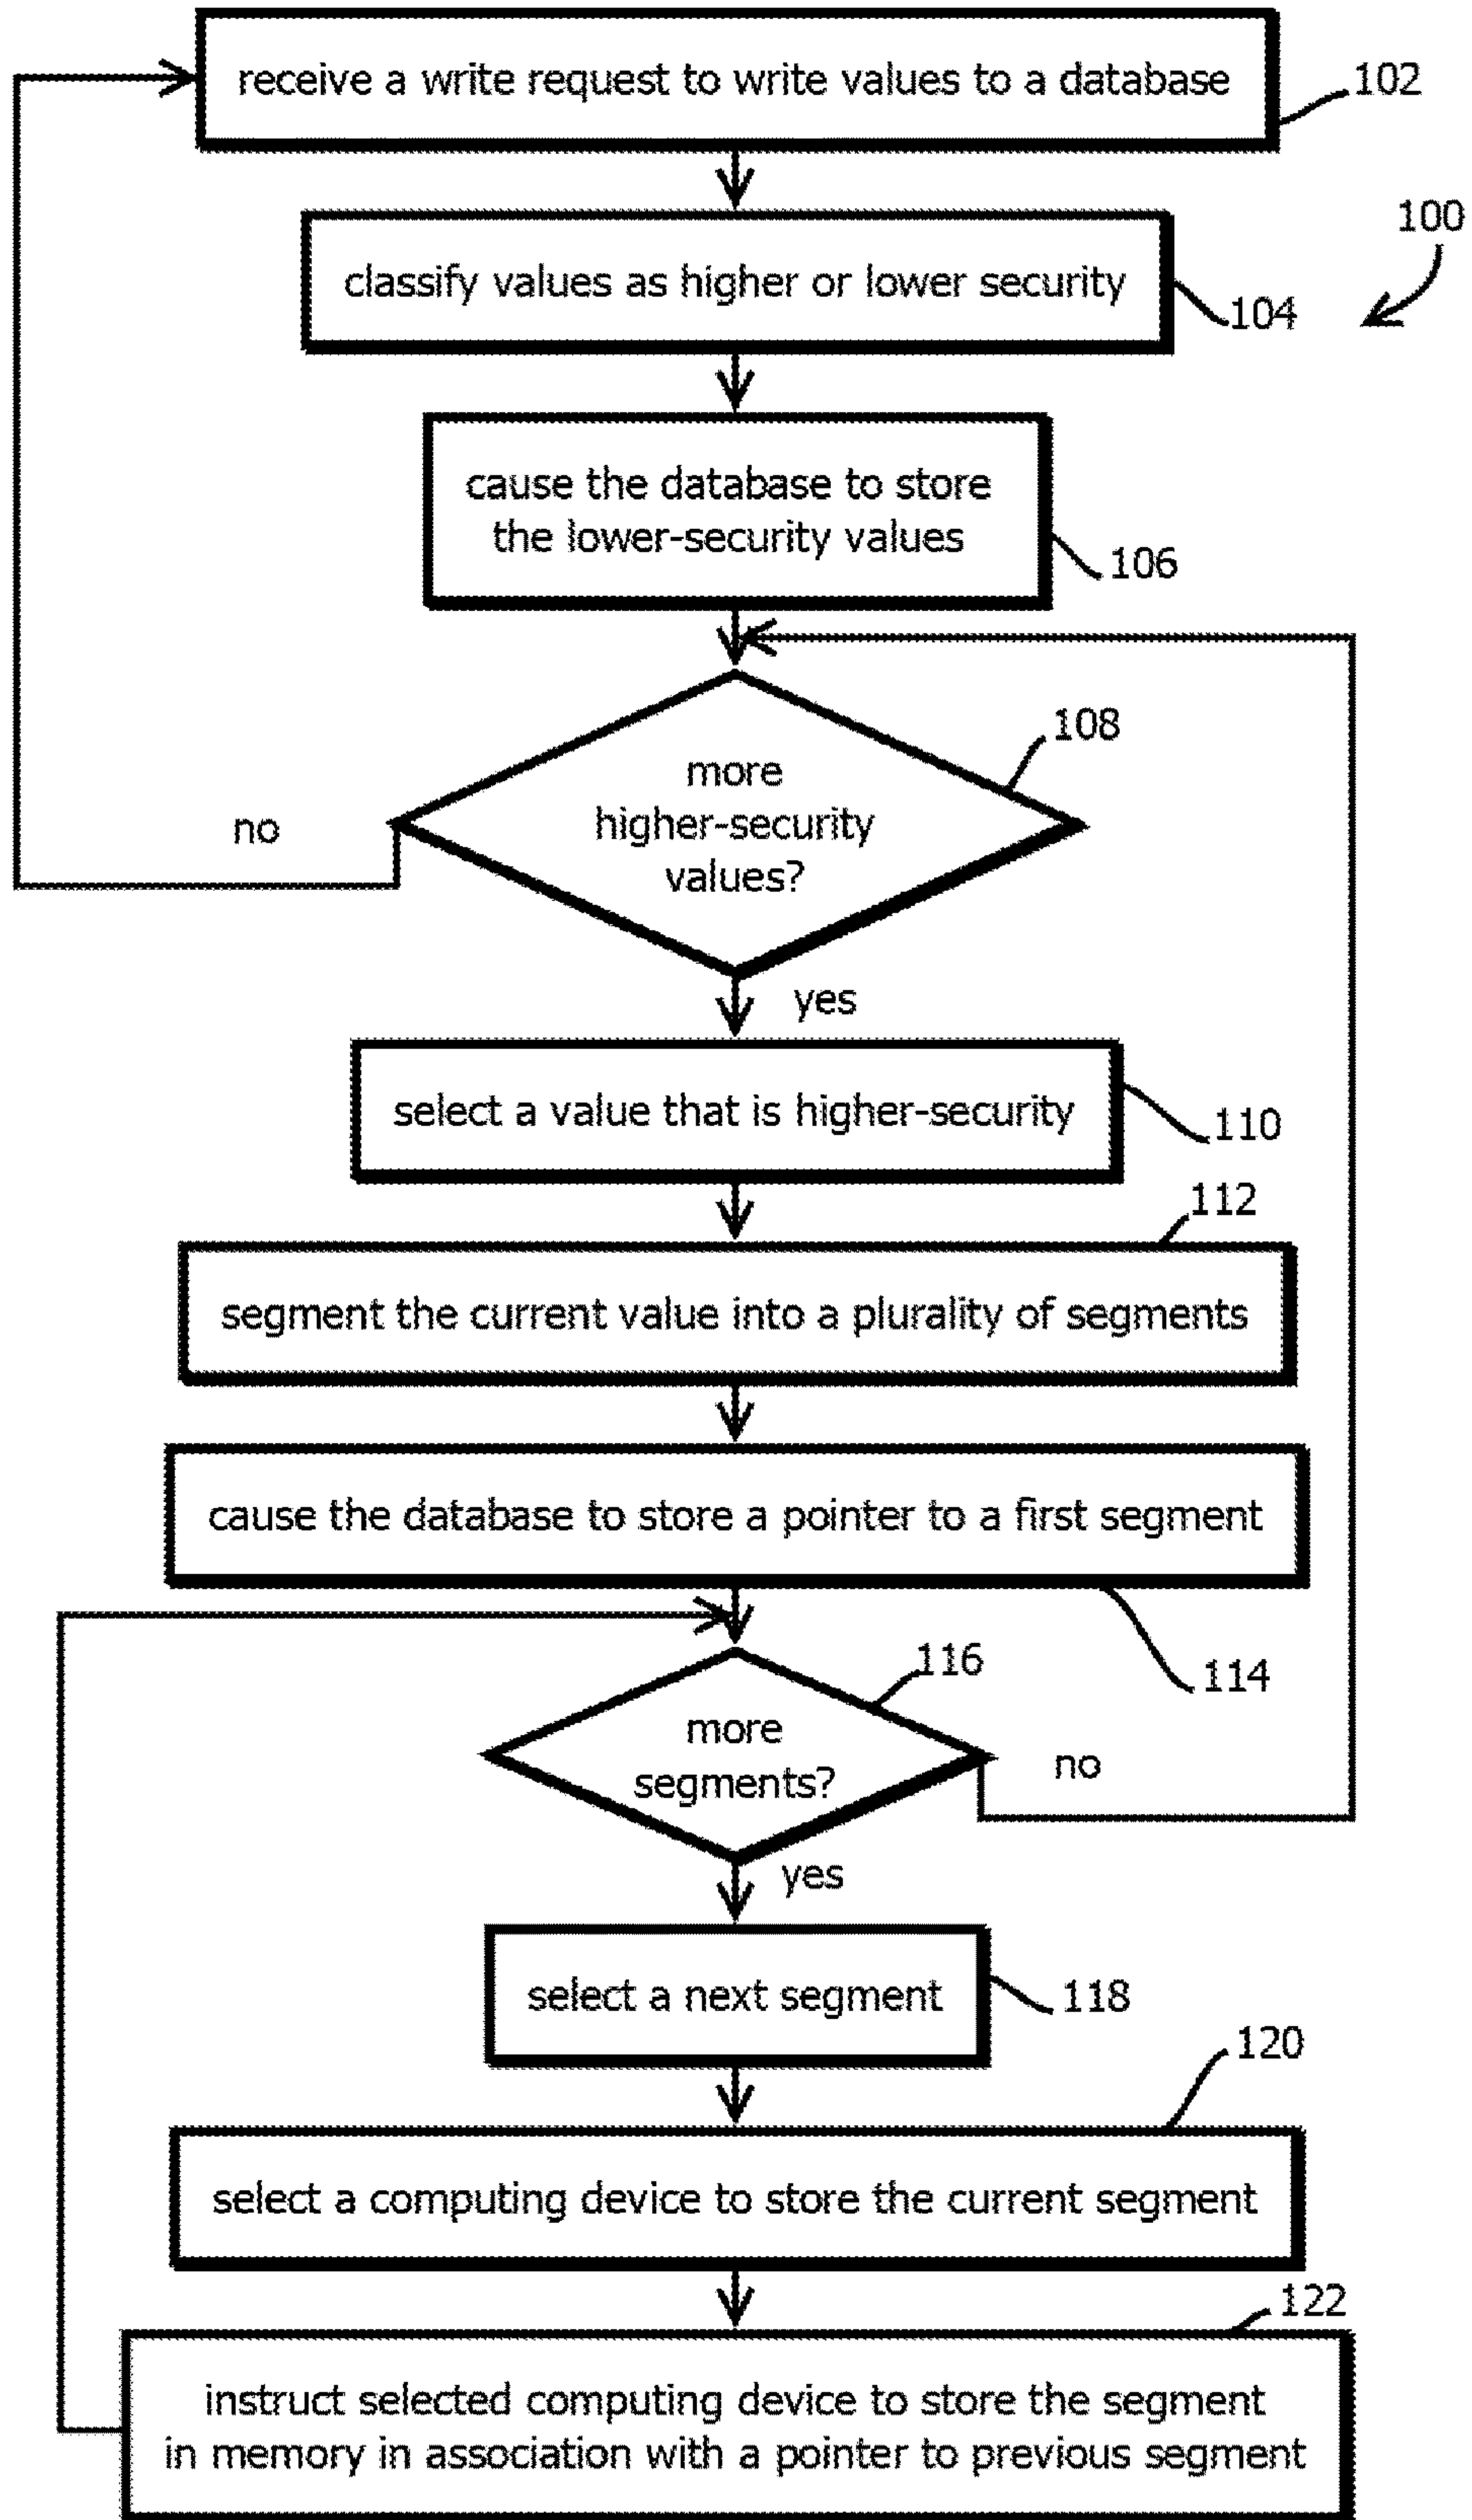 receive a write request to write values to a database
102
100
classify values as higher or lower security
104
cause the database to store
the lower-security values
106
108
more
higher-security
values?
no
yes
select a value that is higher-security
110
112
segment the current value into a plurality of segments
cause the database to store a pointer to a first segment
114
116
more
segments?
no
yes
select a next segment
118
120
select a computing device to store the current segment
122
instruct selected computing device to store the segment
in memory in association with a pointer to previous segment